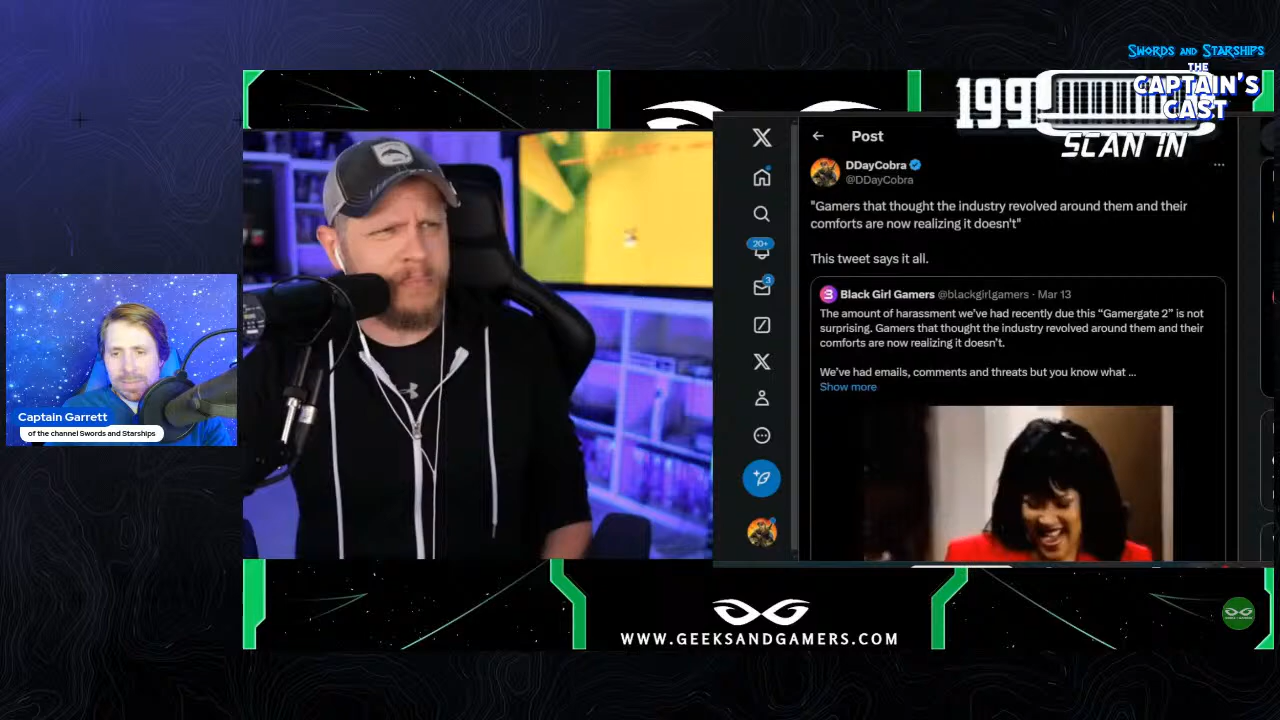 SWORDS AND STARSHIPS
THE
CAPTAIN'S
CAST
199
SCAN IN
Post
DDayCobra
@DDayCobra
"Gamers that thought the industry revolved around them and their
comforts are now realizing it doesn't"
This tweet says it all.
Black Girl Gamers @blackgirlgamers · Mar 13
The amount of harassment we've had recently due this "Gamergate 2" is not
surprising. Gamers that thought the industry revolved around them and their
comforts are now realizing it doesn't.
We've had emails, comments and threats but you know what ...
Show more
20+
3
Captain Garrett
of the channel Swords and Starships
WWW.GEEKSANDGAMERS.COM